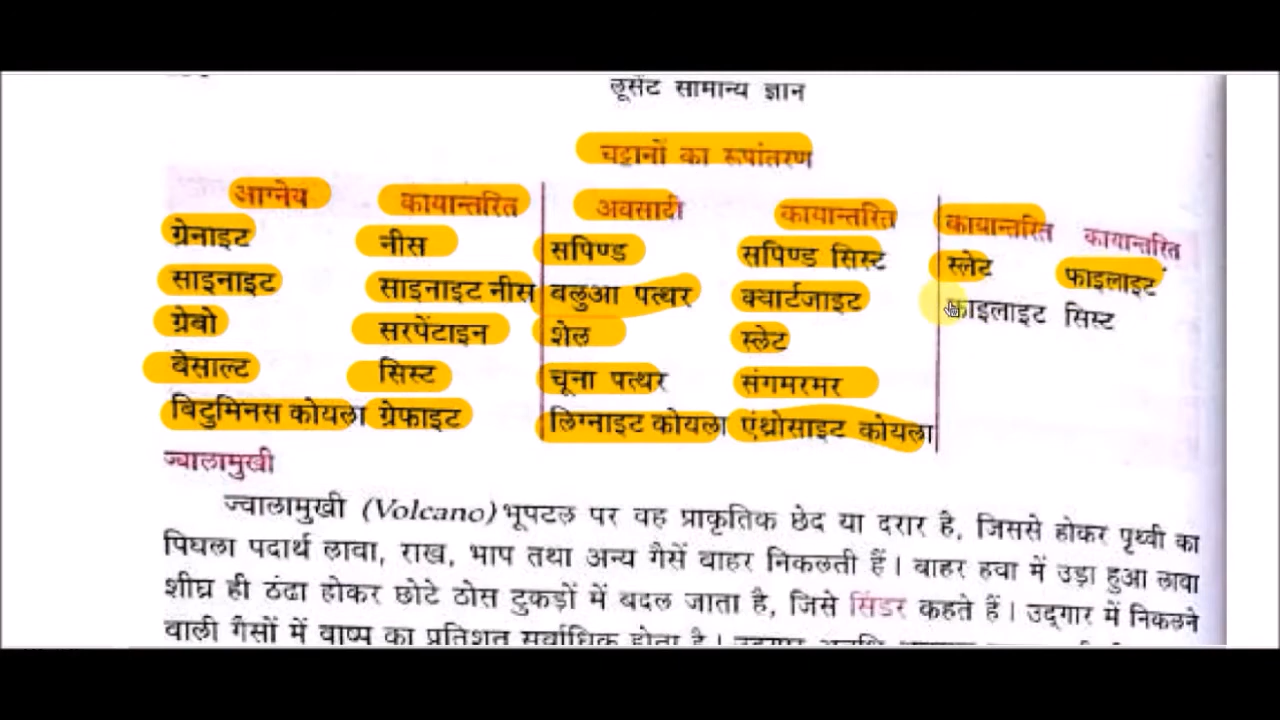 लूसेंट सामान्य ज्ञान
चट्टानों का रूपांतरण
आग्नेय कायान्तरित अवसादी कायान्तरित कायान्तरित कायान्तरित
ग्रेनाइट नीस सपिण्ड सपिण्ड सिस्ट स्लेट फाइलाइट
साइनाइट साइनाइट नीस बलुआ पत्थर क्वार्टजाइट फाइलाइट सिस्ट
ग्रेबो सरपेंटाइन शेल स्लेट
बेसाल्ट सिस्ट चूना पत्थर संगमरमर
बिटुमिनस कोयला ग्रेफाइट लिग्नाइट कोयला एंथ्रोसाइट कोयला
ज्वालामुखी
ज्वालामुखी (Volcano) भूपटल पर वह प्राकृतिक छेद या दरार है, जिससे होकर पृथ्वी का
पिघला पदार्थ लावा, राख, भाप तथा अन्य गैसें बाहर निकलती हैं। बाहर हवा में उड़ा हुआ लावा
शीघ्र ही ठंढा होकर छोटे ठोस टुकड़ों में बदल जाता है, जिसे सिंडर कहते हैं। उद्‌गार में निकलने
वाली गैसों में वाष्प का प्रतिशत सर्वाधिक होता है।